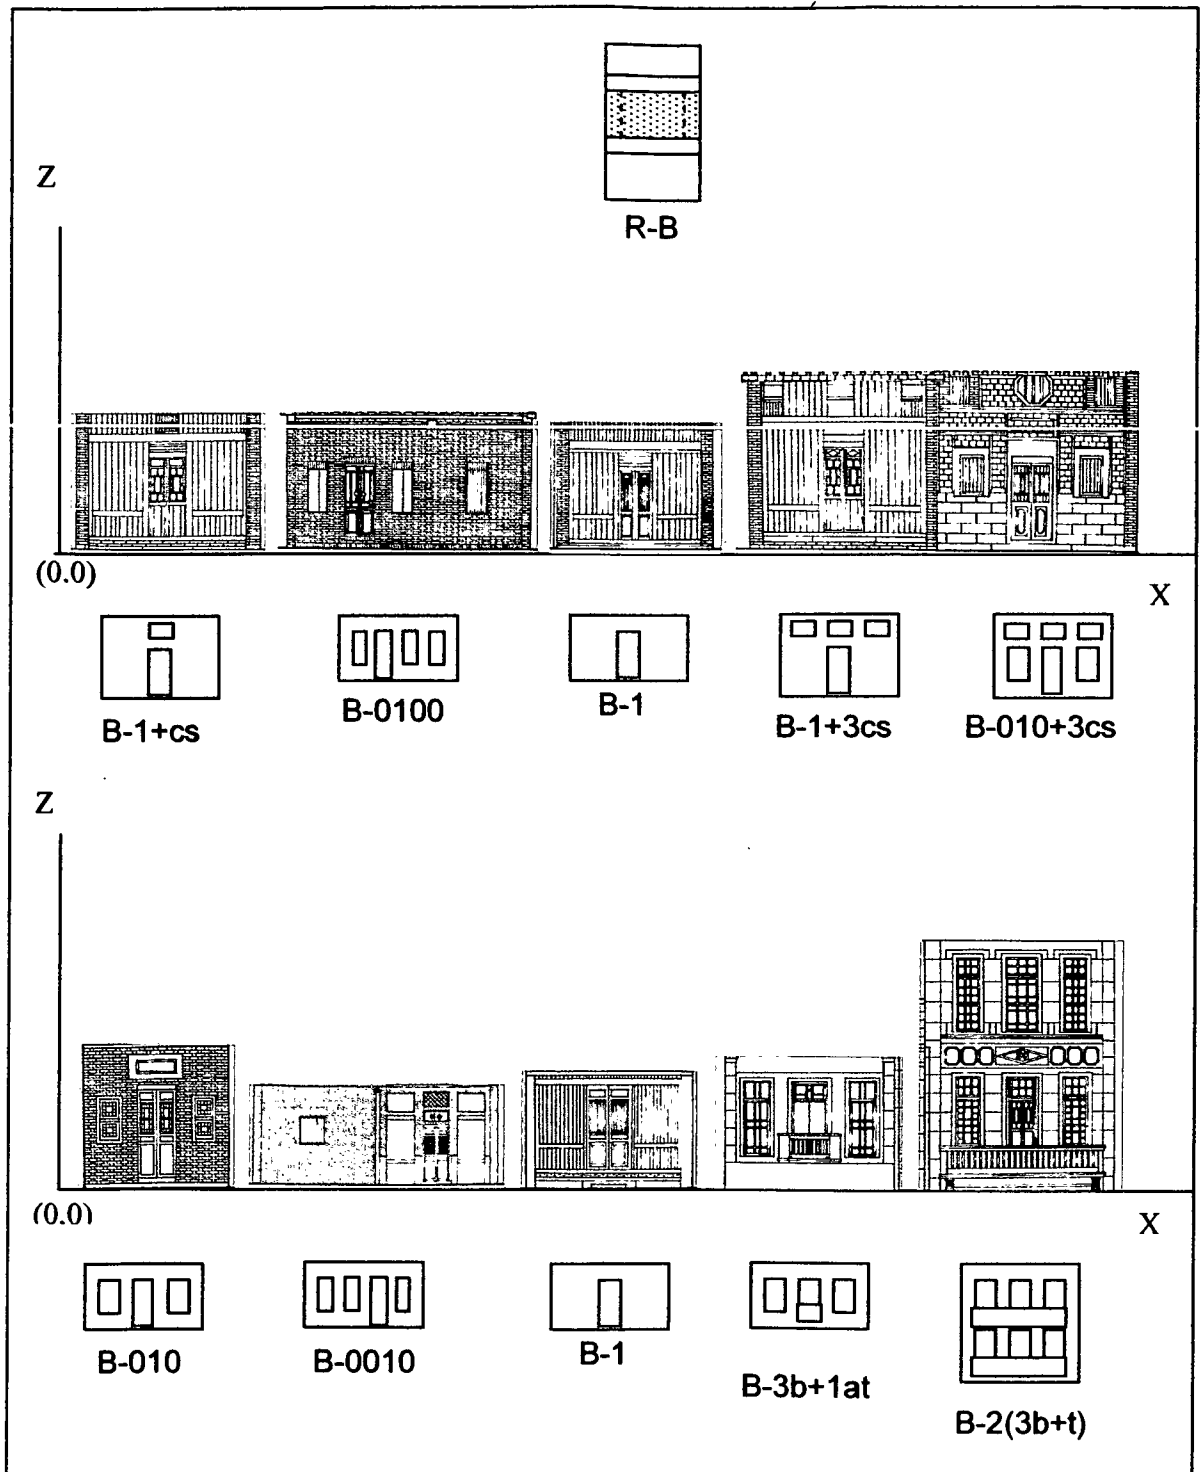 R-B
Z
(0.0)
X
B-1+cs
B-0100
B-1
B-1+3cs
B-010+3cs
Z
(0.0)
X
B-010
B-0010
B-1
B-3b+1at
B-2(3b+t)